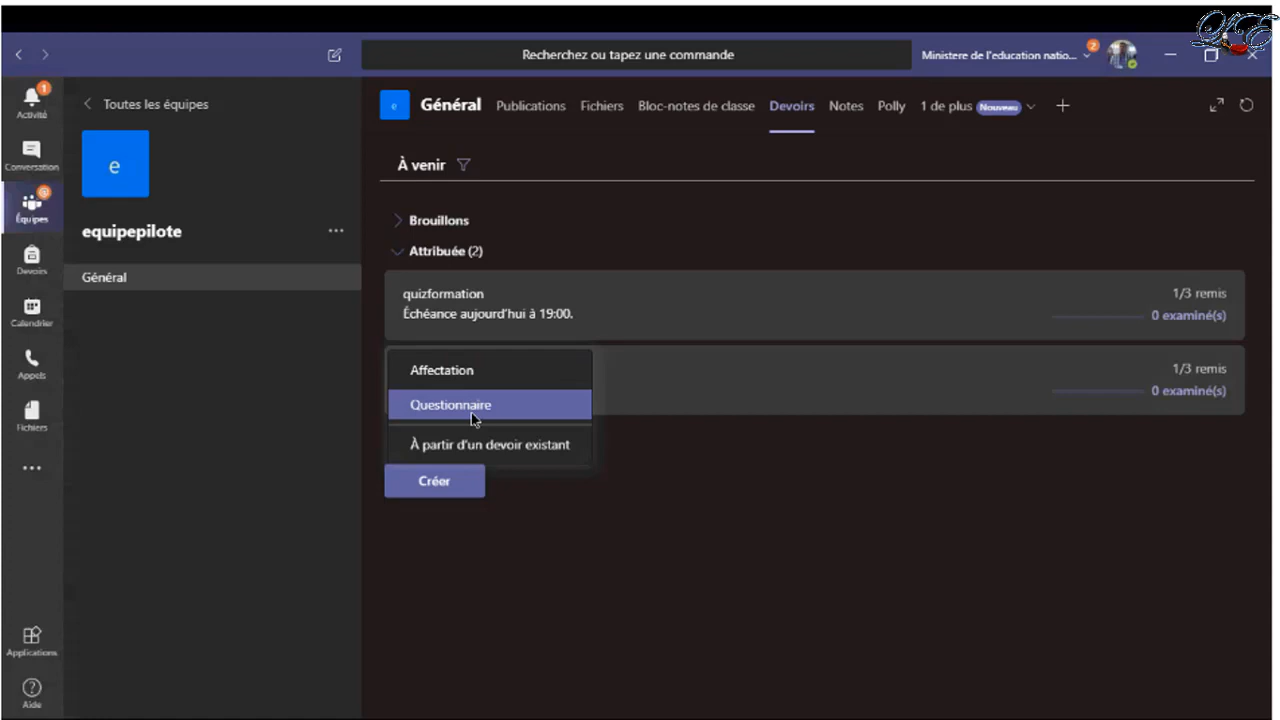 Recherchez ou tapez une commande
Ministere de l'education natio...
2
LE
1
Activité
Conversation
Équipes
Devoirs
Calendrier
Appels
Fichiers
Applications
Aide
Toutes les équipes
e
equipepilote
Général
e
Général
Publications
Fichiers
Bloc-notes de classe
Devoirs
Notes
Polly
1 de plus
Nouveau
À venir
Brouillons
Attribuée (2)
quizformation
1/3 remis
Échéance aujourd'hui à 19:00.
0 examiné(s)
1/3 remis
0 examiné(s)
Affectation
Questionnaire
À partir d'un devoir existant
Créer